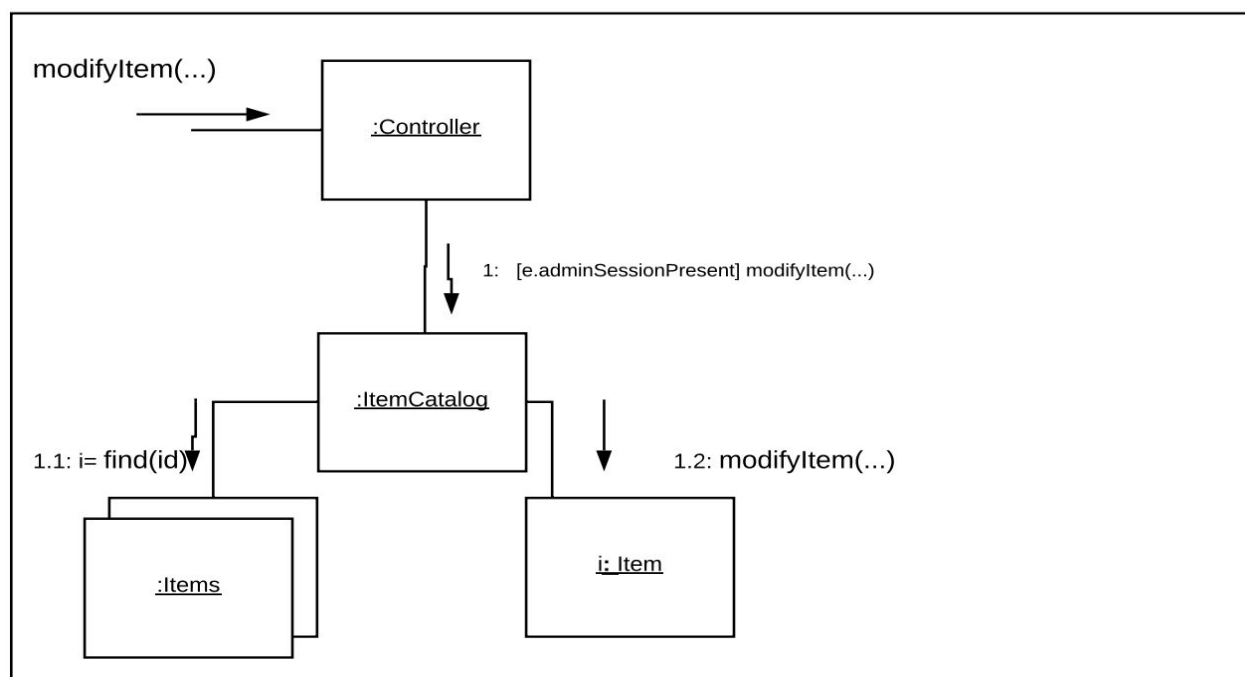 modifyItem(...)
:Controller
1: [e.adminSessionPresent] modifyItem(...)
:ItemCatalog
1.1: i= find(id)
1.2: modifyItem(...)
:Items
i: Item